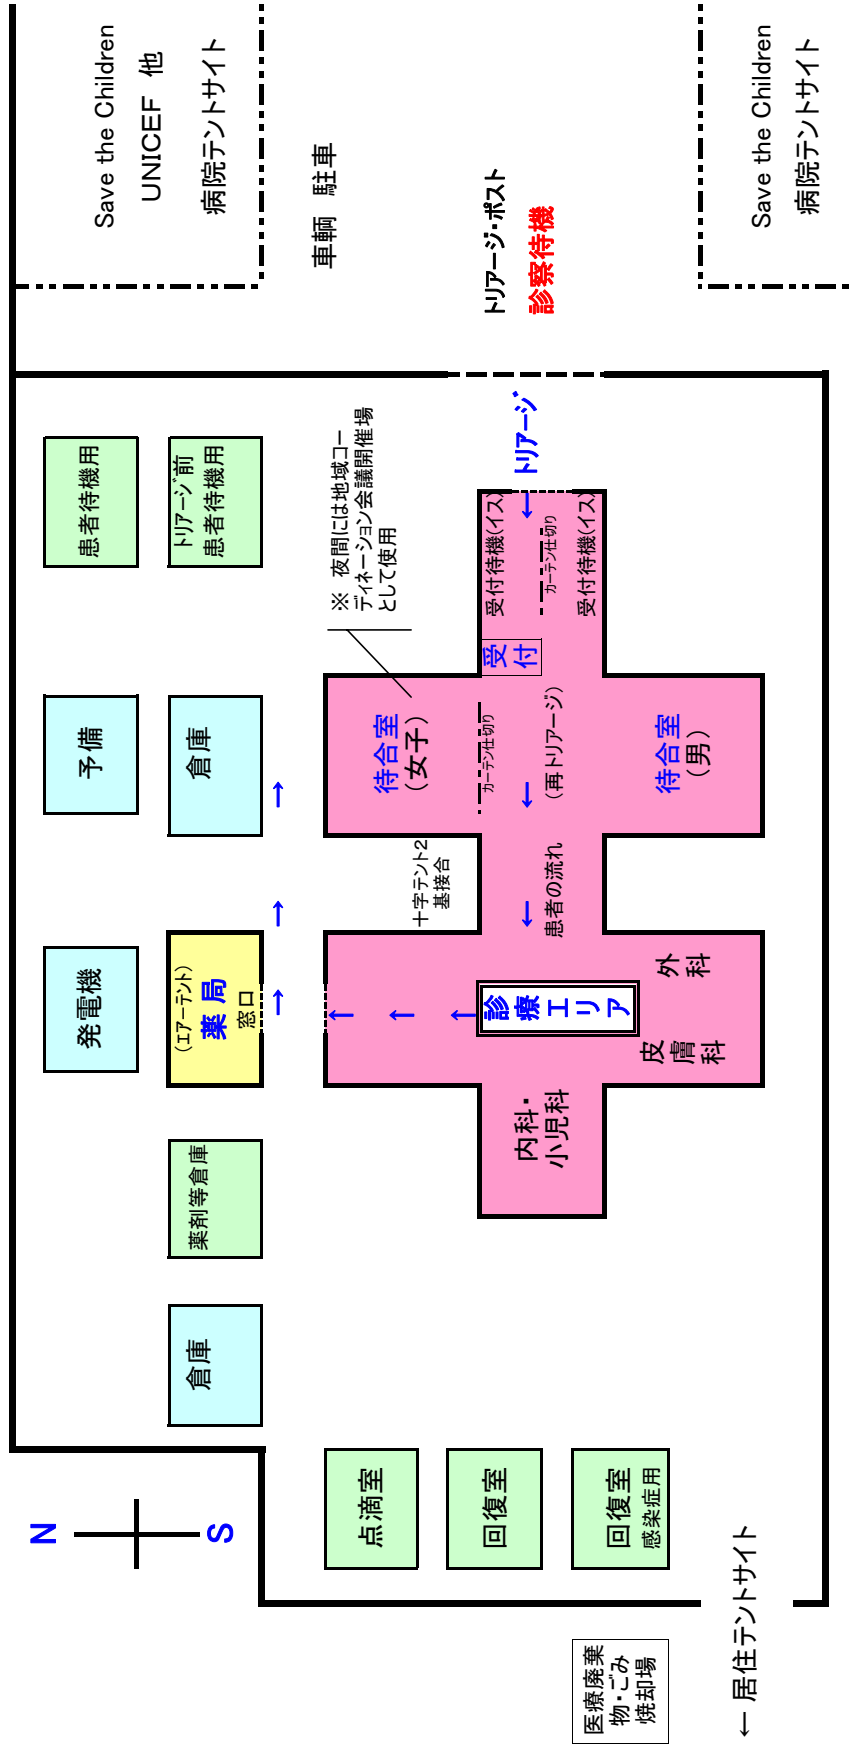 Save the Children
UNICEF 他
病院テントサイト
車輌 駐車
トリアージ・ポスト
診察待機
Save the Children
病院テントサイト
患者待機用
トリアージ前
患者待機用
※ 夜間には地域コー
ディネーション会議開催場
として使用
トリアージ
受付待機(イス)
カーテン仕切り
受付待機(イス)
受付
予備
倉庫
待合室
(女子)
カーテン仕切り
(再トリアージ)
待合室
(男)
十字テント2
基接合
患者の流れ
発電機
(エアーテント)
薬局
窓口
診療エリア
外科
皮膚科
内科・
小児科
薬剤等倉庫
倉庫
点滴室
回復室
回復室
感染症用
N
S
医療廃棄
物・ごみ
焼却場
← 居住テントサイト